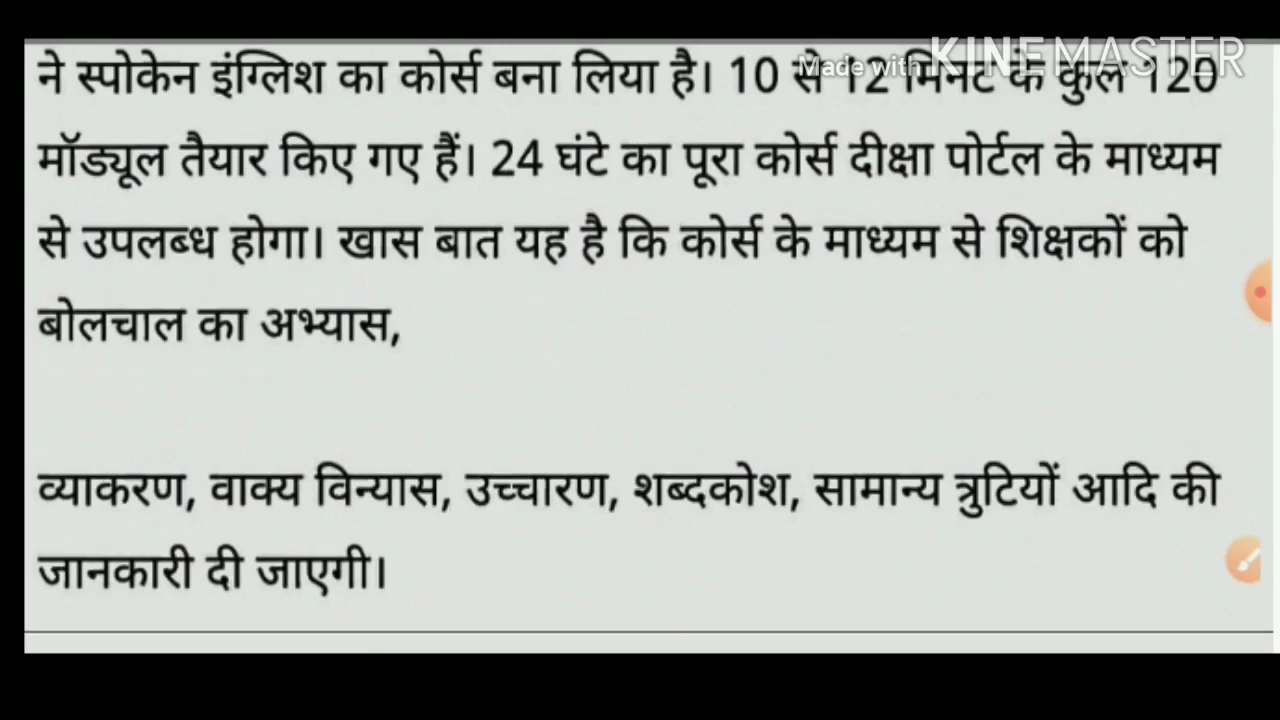 ने स्पोकेन इंग्लिश का कोर्स बना लिया है। 10 से 12 मिनट के कुल 120
Made with KINEMASTER
मॉड्यूल तैयार किए गए हैं। 24 घंटे का पूरा कोर्स दीक्षा पोर्टल के माध्यम
से उपलब्ध होगा। खास बात यह है कि कोर्स के माध्यम से शिक्षकों को
बोलचाल का अभ्यास,
व्याकरण, वाक्य विन्यास, उच्चारण, शब्दकोश, सामान्य त्रुटियों आदि की
जानकारी दी जाएगी।